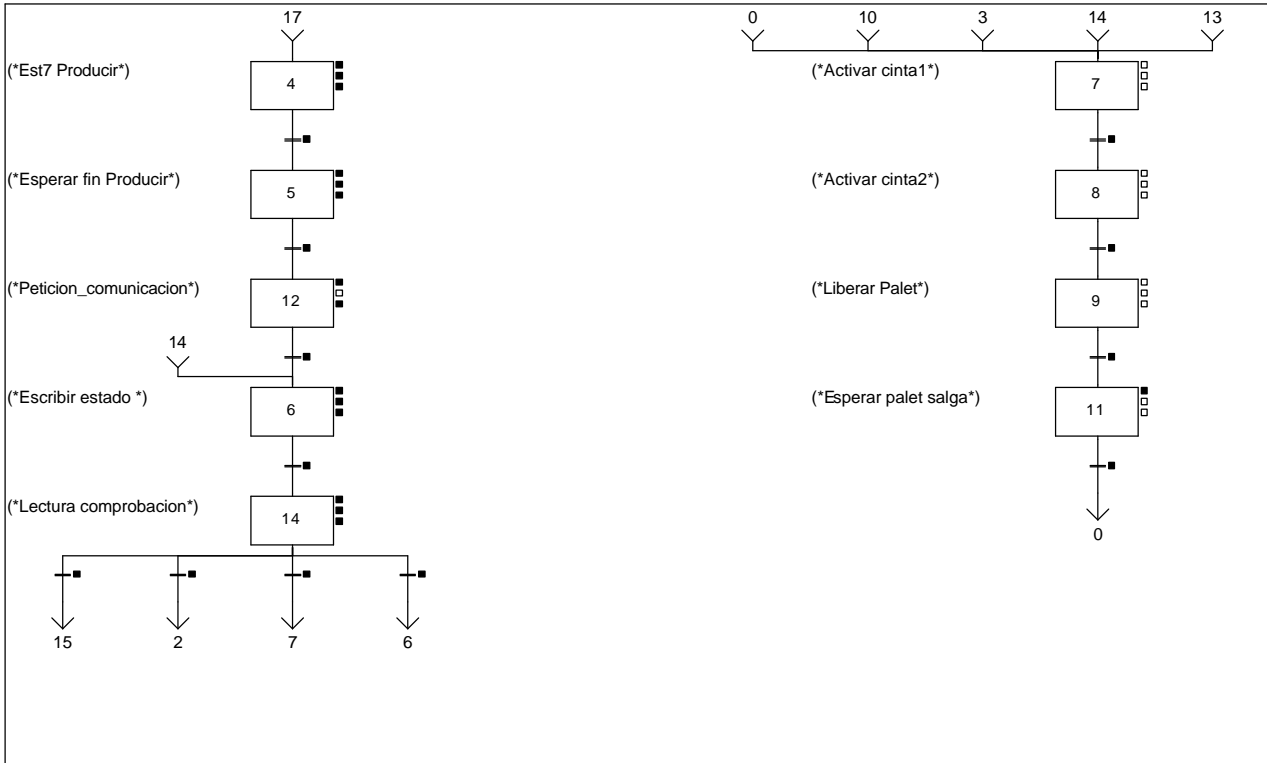 17
0 10 3 14 13
(*Est7 Producir*) 4
(*Activar cinta1*) 7
(*Esperar fin Producir*) 5
(*Activar cinta2*) 8
(*Peticion_comunicacion*) 12
(*Liberar Palet*) 9
14
(*Escribir estado *) 6
(*Esperar palet salga*) 11
(*Lectura comprobacion*) 14
0
15 2 7 6